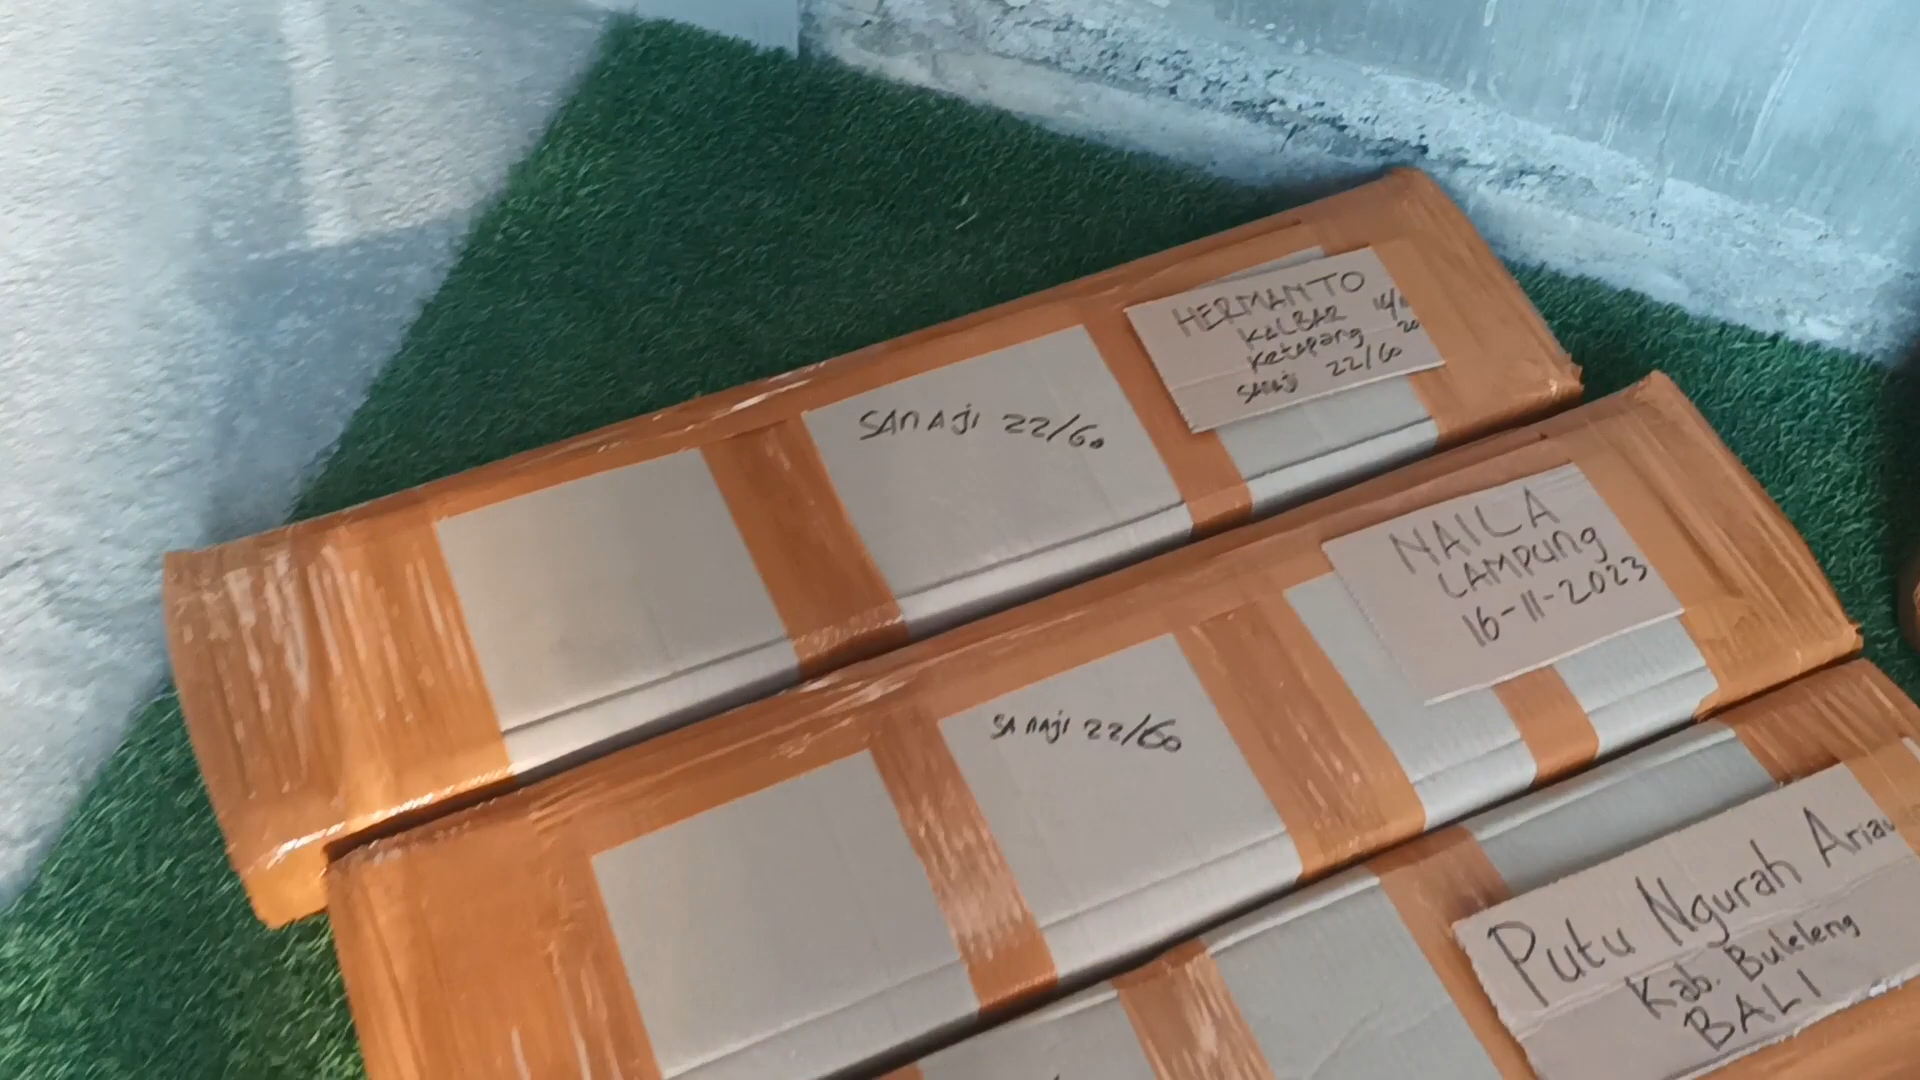 HERMANTO
KALBAR
Ketapang
SANAJI 22/60
SANAJI 22/60
NAILA
LAMPUNG
16-11-2023
SANAJI 22/60
Putu Ngurah
Kab. Buleleng
BALI